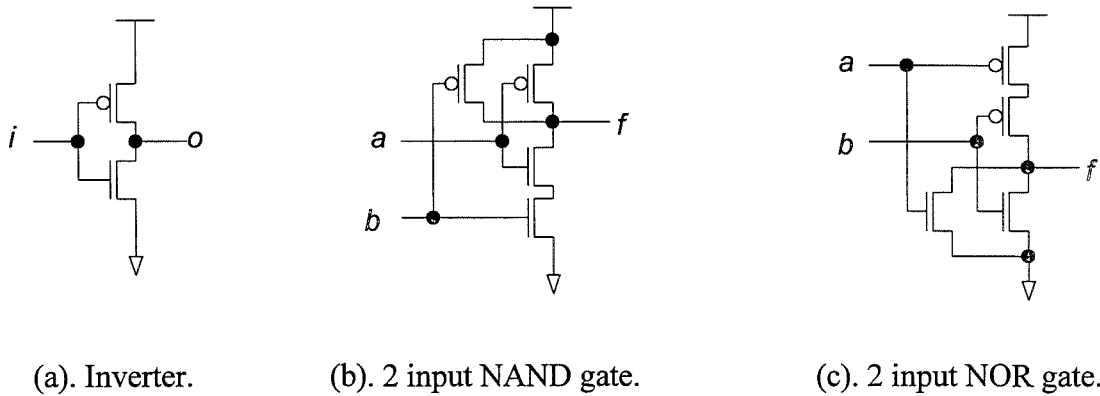 i
o
a
b
f
a
b
f
(a). Inverter.
(b). 2 input NAND gate.
(c). 2 input NOR gate.